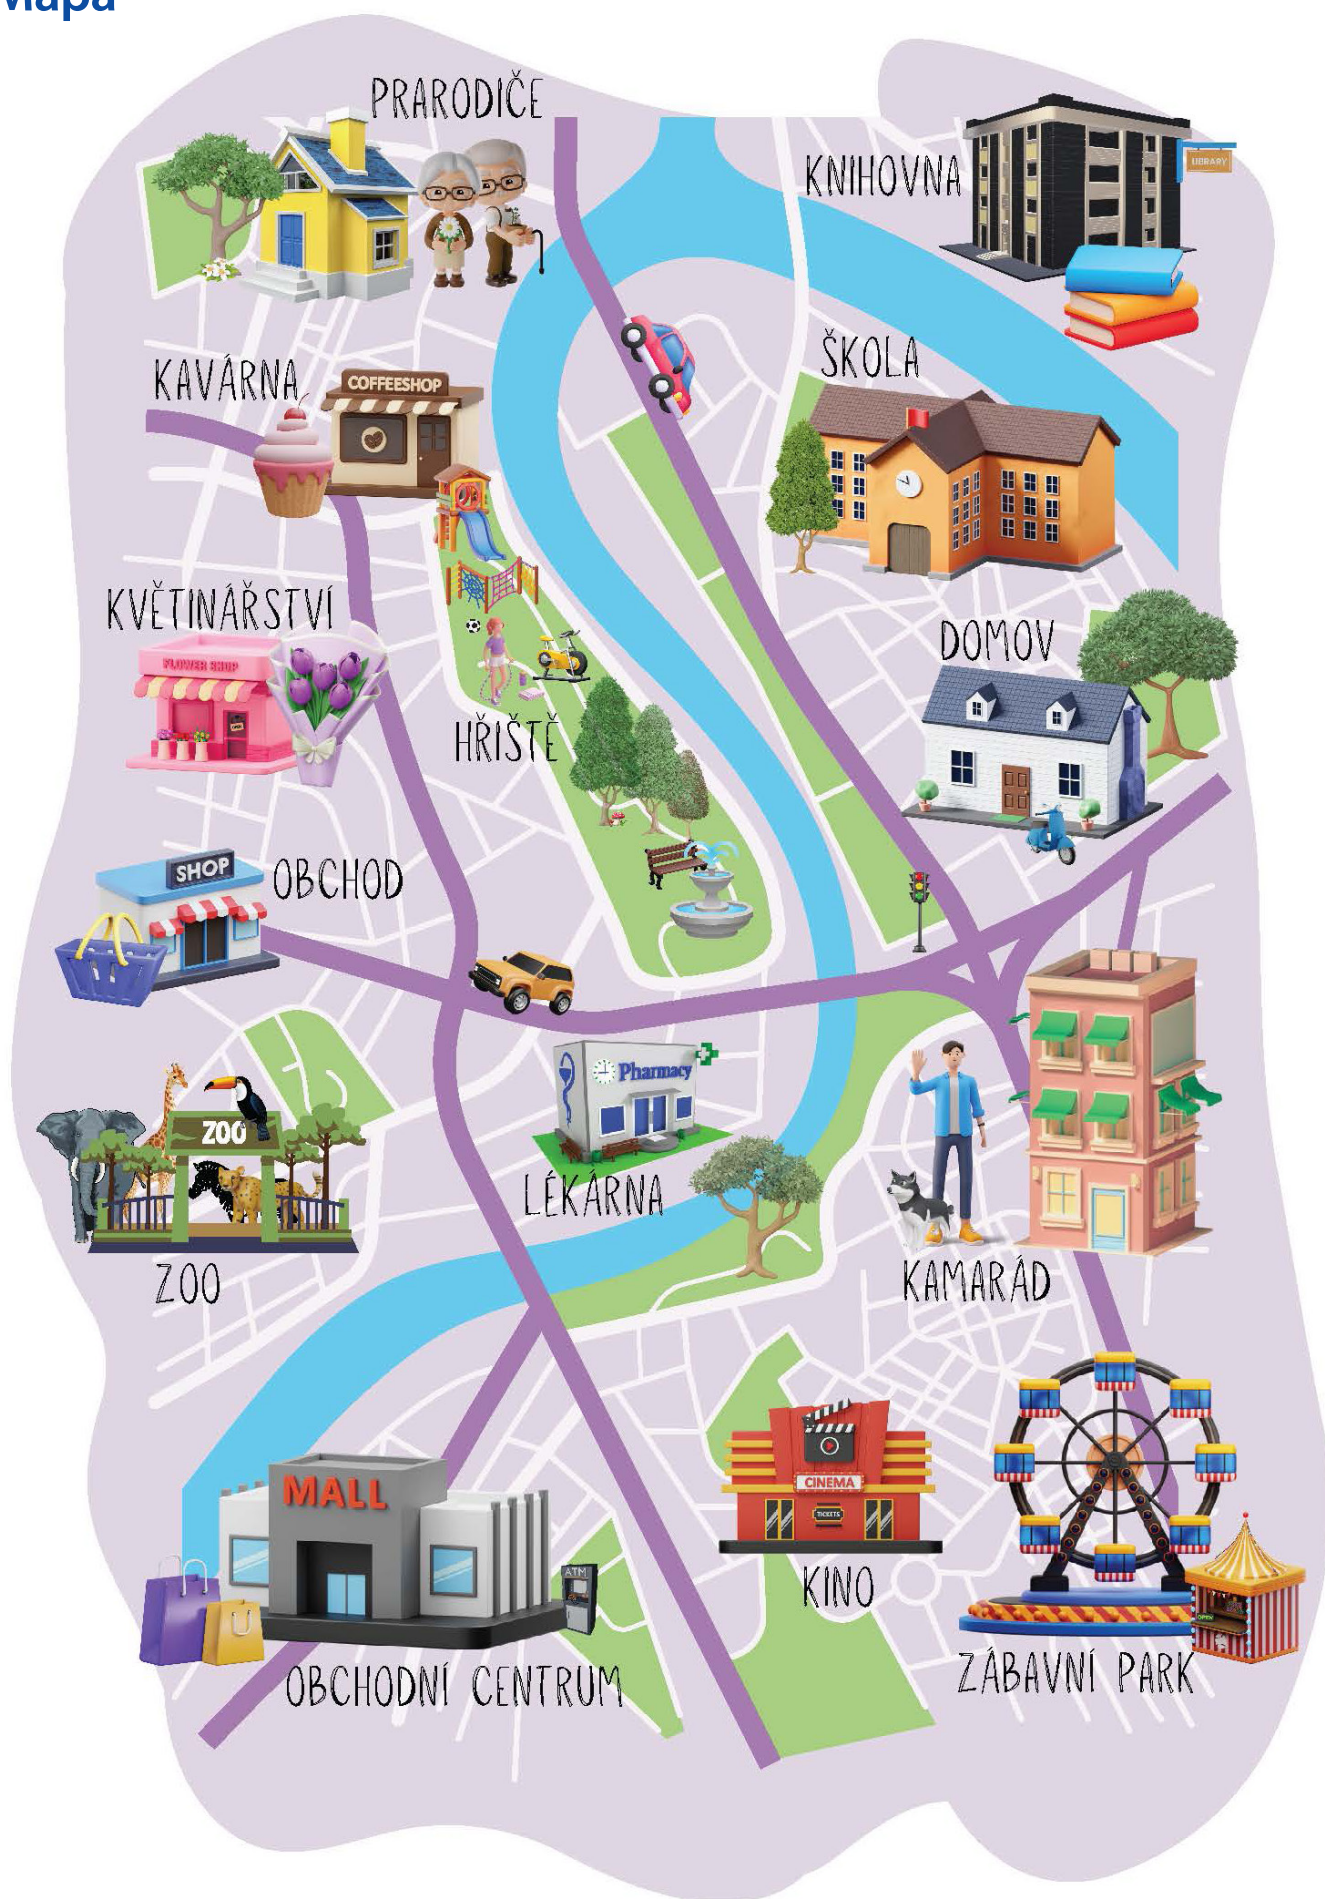 Mapa
PRARODIČE
KNIHOVNA
LIBRARY
ŠKOLA
KAVÁRNA
COFFEESHOP
KVĚTINÁŘSTVÍ
FLOWER SHOP
HŘIŠTĚ
DOMOV
SHOP
OBCHOD
Pharmacy
LÉKÁRNA
ZOO
ZOO
KAMARÁD
MALL
ATM
OBCHODNÍ CENTRUM
CINEMA
TICKETS
KINO
OPEN
ZÁBAVNÍ PARK